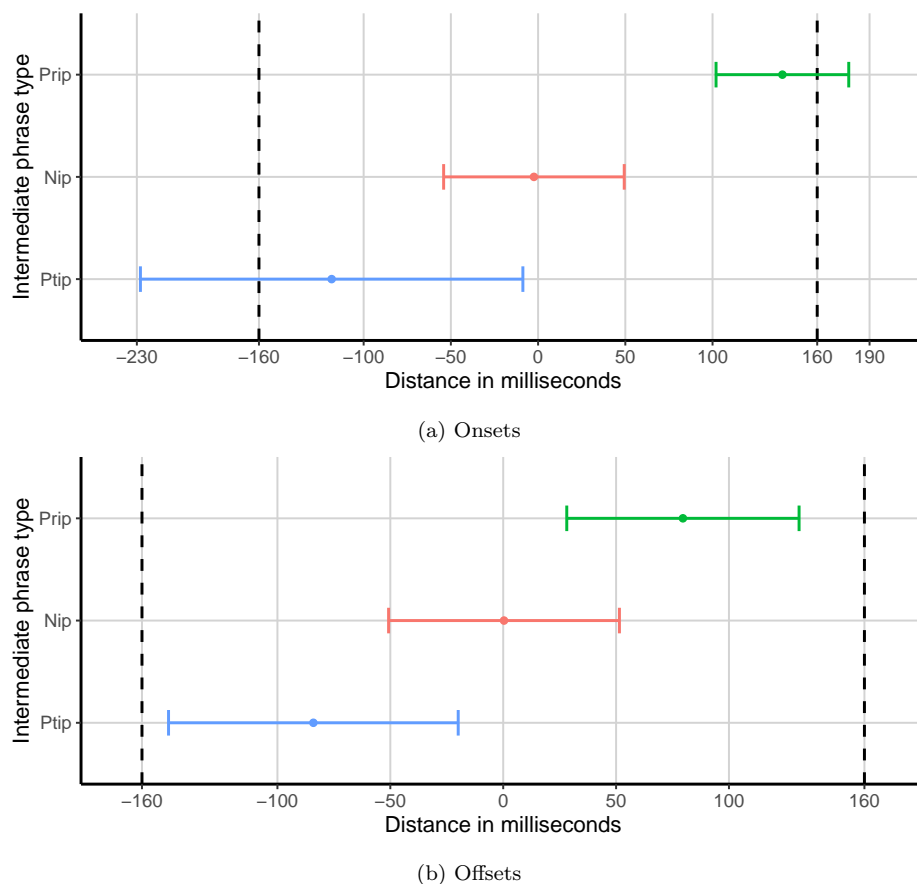 Intermediate phrase type
Prip
Nip
Ptip
−230 −160 −100 −50 0 50 100 160 190
Distance in milliseconds
(a) Onsets
Intermediate phrase type
Prip
Nip
Ptip
−160 −100 −50 0 50 100 160
Distance in milliseconds
(b) Offsets